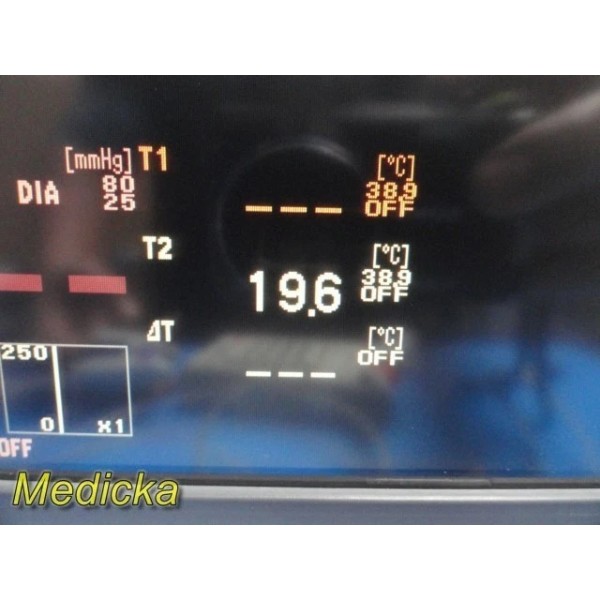 [mmHg] T1 [°C]
80 38.9
DIA 25 --- OFF
T2 [°C]
38.9
-- 19.6 OFF
ΔT [°C]
250 OFF
---
0 x1
OFF
Medicka